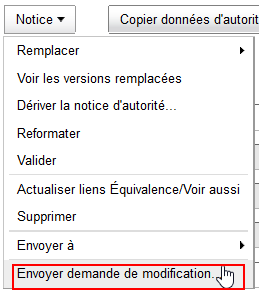 Notice
Copier données d'autorit
Remplacer
Voir les versions remplacées
Dériver la notice d'autorité...
Reformater
Valider
Actualiser liens Équivalence/Voir aussi
Supprimer
Envoyer à
Envoyer demande de modification...